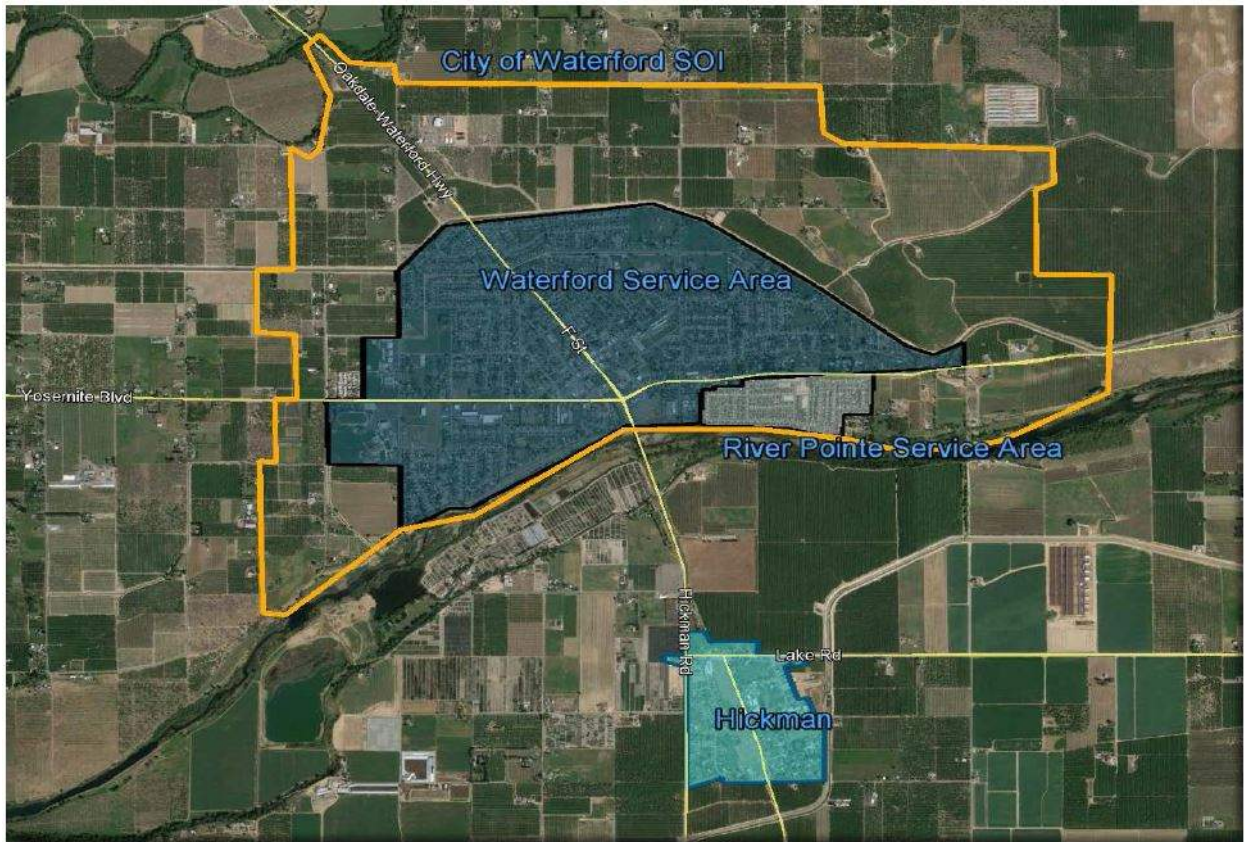 City of Waterford SOI
Oakdale-Waterford-Hwy
Waterford Service Area
F St
Yosemite Blvd
River Pointe Service Area
Hickman Rd
Lake Rd
Hickman